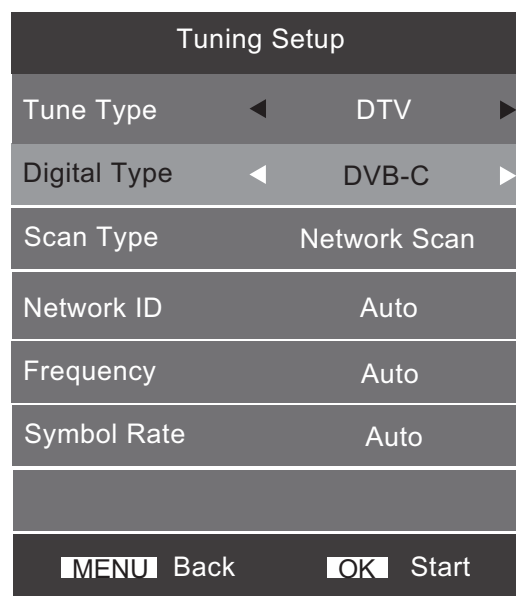 Tuning Setup
Tune Type DTV
Digital Type DVB-C
Scan Type Network Scan
Network ID Auto
Frequency Auto
Symbol Rate Auto
MENU Back OK Start